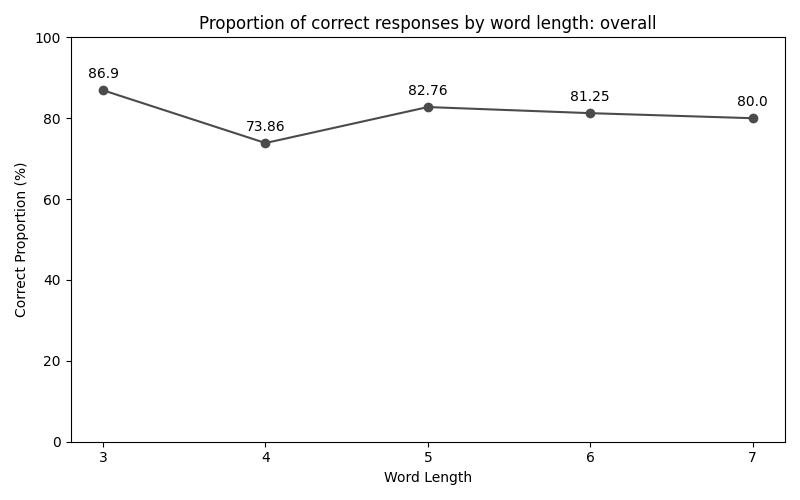 Proportion of correct responses by word length: overall
100
80
60
40
20
0
Correct Proportion (%)
86.9
73.86
82.76
81.25
80.0
3 4 5 6 7
Word Length